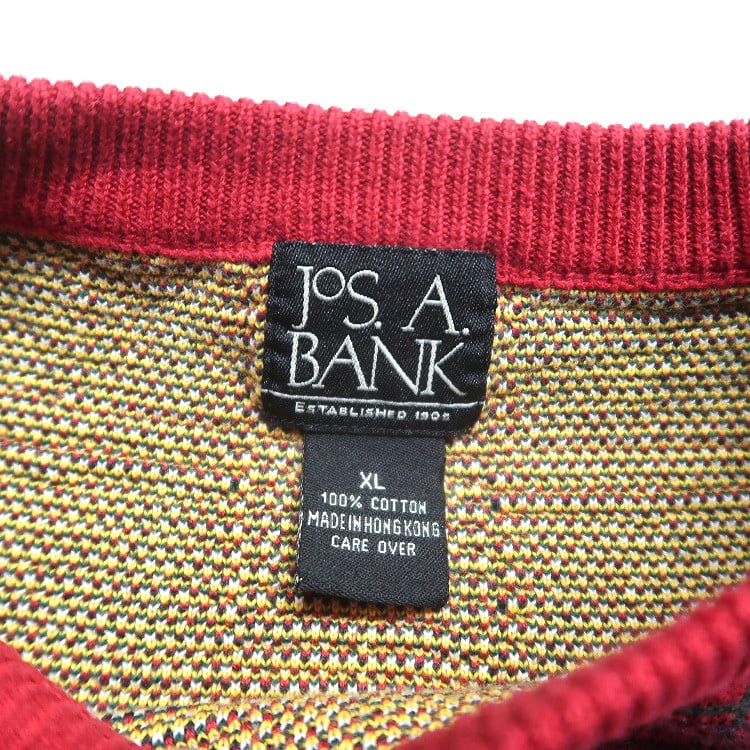 JOS. A.
BANK
ESTABLISHED 1905
XL
100% COTTON
MADE IN HONG KONG
CARE OVER